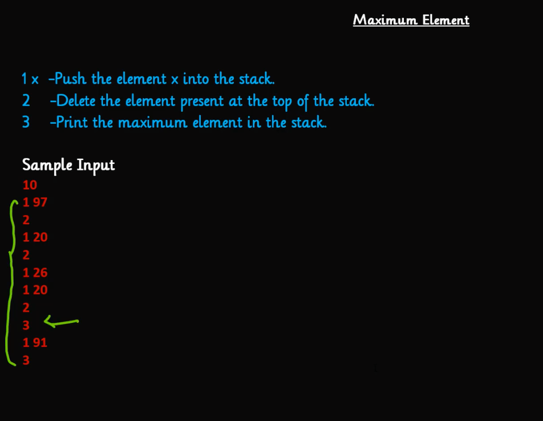 Maximum Element
1 x -Push the element x into the stack.
2 -Delete the element present at the top of the stack.
3 -Print the maximum element in the stack.
Sample Input
10
1 97
2
1 20
2
1 26
1 20
2
3
1 91
3